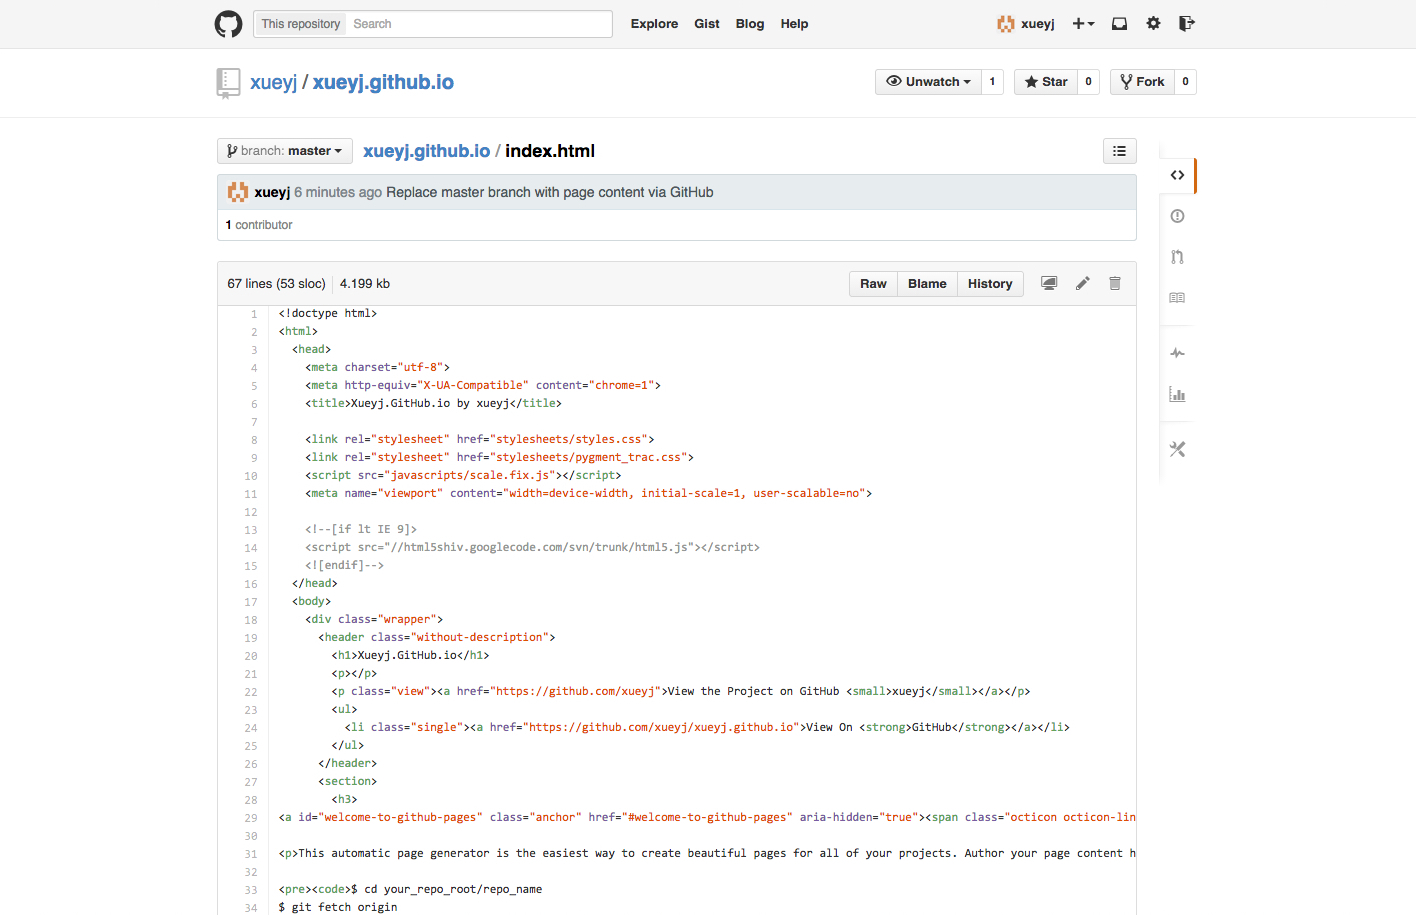 This repository Search Explore Gist Blog Help xueyj
xueyj / xueyj.github.io Unwatch 1 Star 0 Fork 0
branch: master xueyj.github.io / index.html
xueyj 6 minutes ago Replace master branch with page content via GitHub
1 contributor
67 lines (53 sloc) 4.199 kb Raw Blame History
1 <!doctype html>
2 <html>
3 <head>
4 <meta charset="utf-8">
5 <meta http-equiv="X-UA-Compatible" content="chrome=1">
6 <title>Xueyj.GitHub.io by xueyj</title>
7
8 <link rel="stylesheet" href="stylesheets/styles.css">
9 <link rel="stylesheet" href="stylesheets/pygment_trac.css">
10 <script src="javascripts/scale.fix.js"></script>
11 <meta name="viewport" content="width=device-width, initial-scale=1, user-scalable=no">
12
13 <!--[if lt IE 9]>
14 <script src="//html5shiv.googlecode.com/svn/trunk/html5.js"></script>
15 <![endif]-->
16 </head>
17 <body>
18 <div class="wrapper">
19 <header class="without-description">
20 <h1>Xueyj.GitHub.io</h1>
21 <p></p>
22 <p class="view"><a href="https://github.com/xueyj">View the Project on GitHub <small>xueyj</small></a></p>
23 <ul>
24 <li class="single"><a href="https://github.com/xueyj/xueyj.github.io">View On <strong>GitHub</strong></a></li>
25 </ul>
26 </header>
27 <section>
28 <h3>
29 <a id="welcome-to-github-pages" class="anchor" href="#welcome-to-github-pages" aria-hidden="true"><span class="octicon octicon-lin
30
31 <p>This automatic page generator is the easiest way to create beautiful pages for all of your projects. Author your page content h
32
33 <pre><code>$ cd your_repo_root/repo_name
34 $ git fetch origin